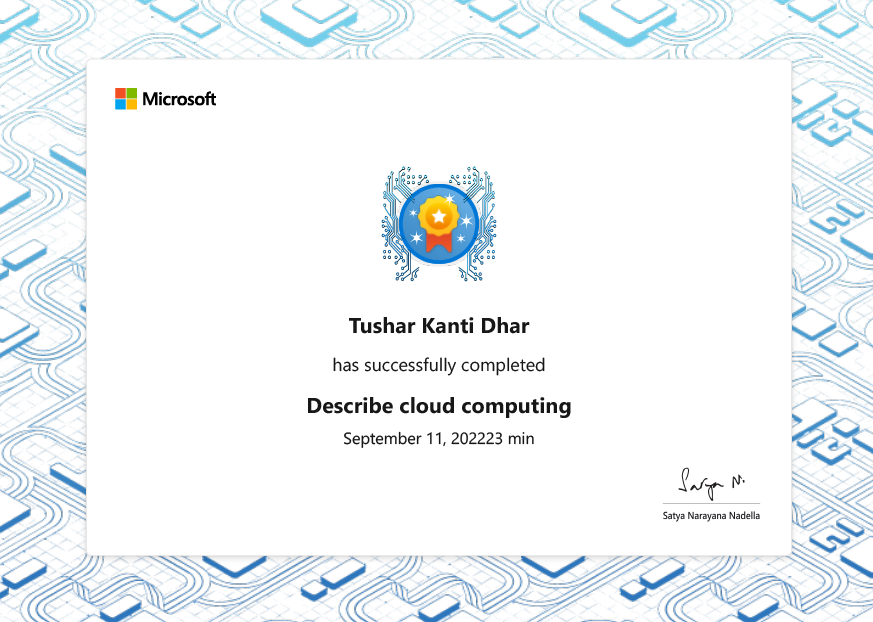 Microsoft
Tushar Kanti Dhar
has successfully completed
Describe cloud computing
September 11, 202223 min
Satya N.
Satya Narayana Nadella